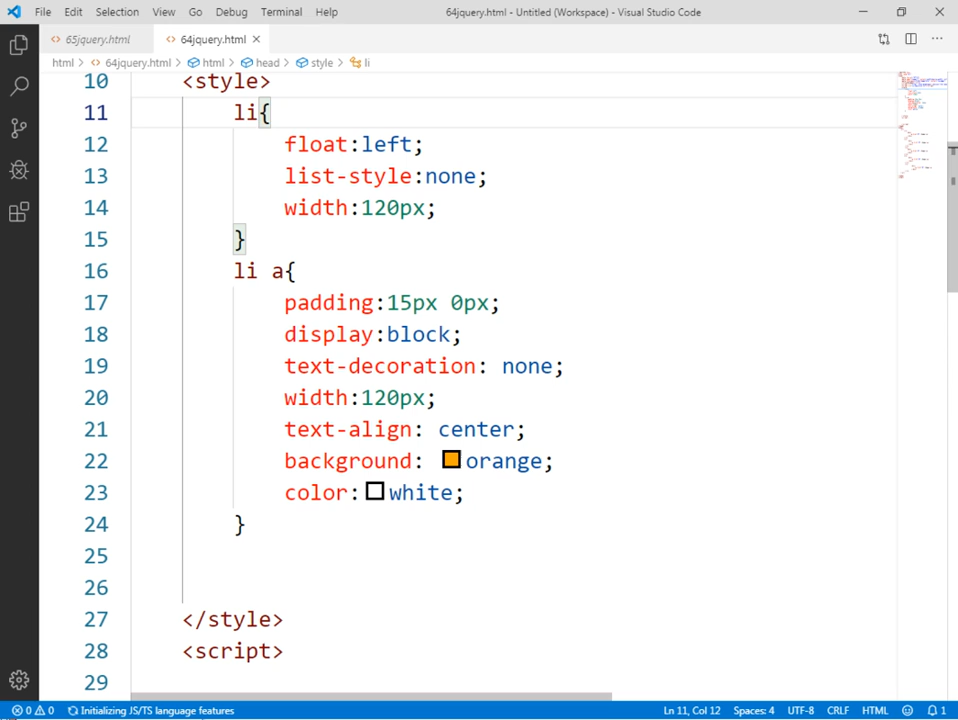 File Edit Selection View Go Debug Terminal Help 64jquery.html - Untitled (Workspace) - Visual Studio Code
65jquery.html 64jquery.html
html > 64jquery.html > html > head > style > li
10 <style>
11 li{
12 float:left;
13 list-style:none;
14 width:120px;
15 }
16 li a{
17 padding:15px 0px;
18 display:block;
19 text-decoration: none;
20 width:120px;
21 text-align: center;
22 background: orange;
23 color: white;
24 }
25
26
27 </style>
28 <script>
29
0 0 Initializing JS/TS language features Ln 11, Col 12 Spaces: 4 UTF-8 CRLF HTML 1